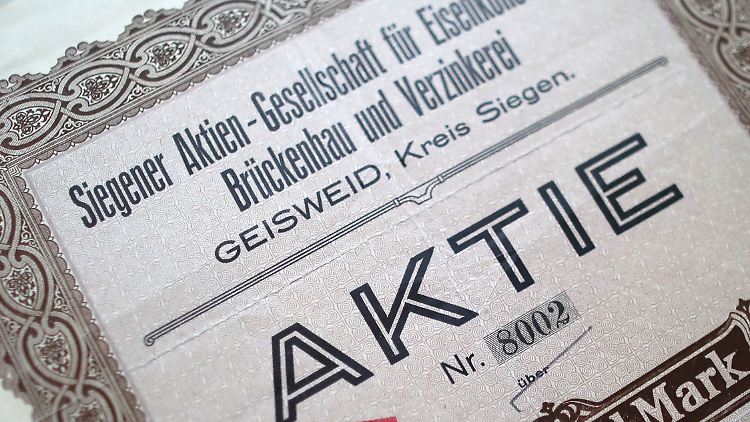 Siegener Aktien-Gesellschaft für
Brückenbau und Verzinkerei
GEISWEID, Kreis Siegen.
AKTIE
Nr. 8002
über
Mark